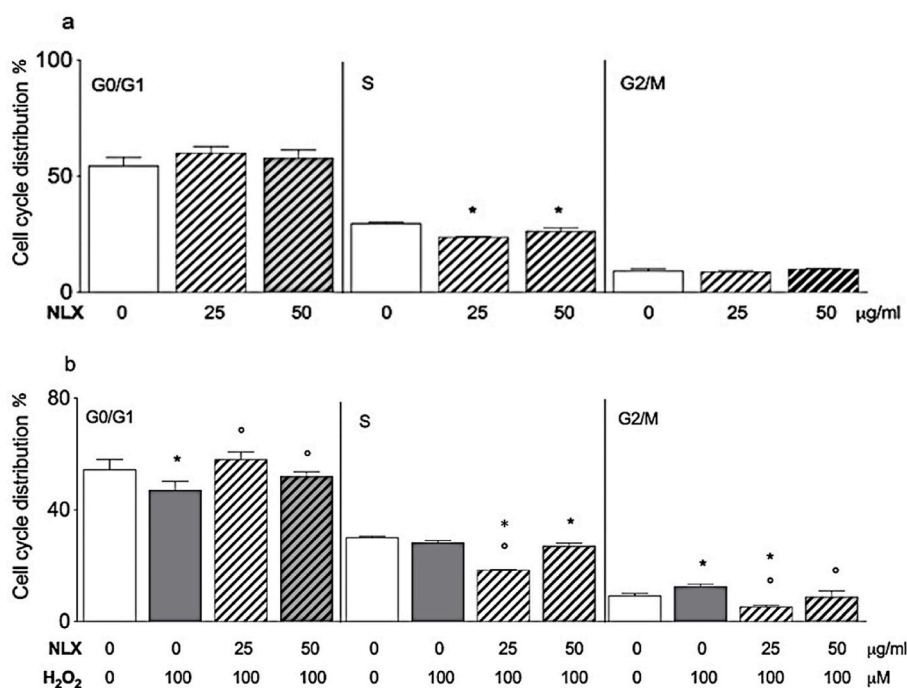 a
Cell cycle distribution %
100
50
0
G0/G1
S
G2/M
* *
NLX 0 25 50 0 25 50 0 25 50 μg/ml
b
Cell cycle distribution %
80
40
0
G0/G1
S
G2/M
* ° °
* ° *
* * ° °
NLX 0 0 25 50 0 0 25 50 0 0 25 50 μg/ml
H₂O₂ 0 100 100 100 0 100 100 100 0 100 100 100 μM